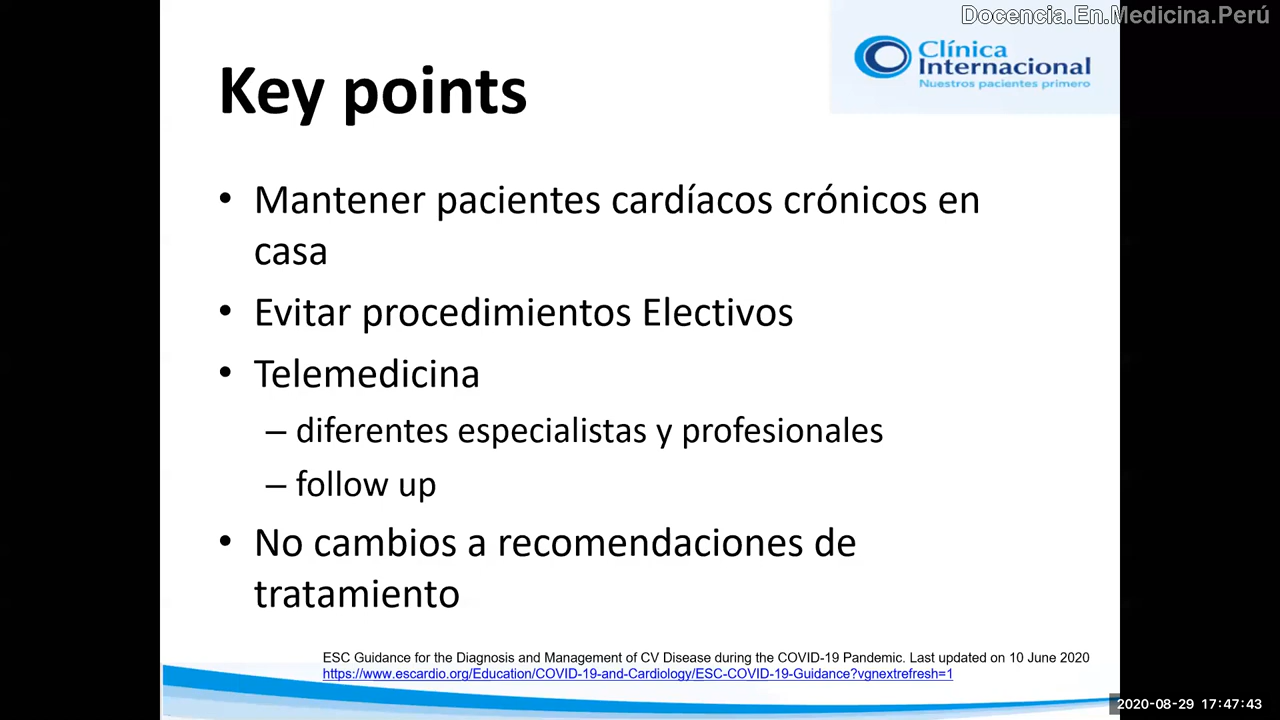 Docencia.En.Medicina.Perú
Clínica
Internacional
Nuestros pacientes primero
Key points
• Mantener pacientes cardíacos crónicos en
casa
• Evitar procedimientos Electivos
• Telemedicina
– diferentes especialistas y profesionales
– follow up
• No cambios a recomendaciones de
tratamiento
ESC Guidance for the Diagnosis and Management of CV Disease during the COVID-19 Pandemic. Last updated on 10 June 2020
https://www.escardio.org/Education/COVID-19-and-Cardiology/ESC-COVID-19-Guidance?vgnextrefresh=1
2020-08-29 17:47:43